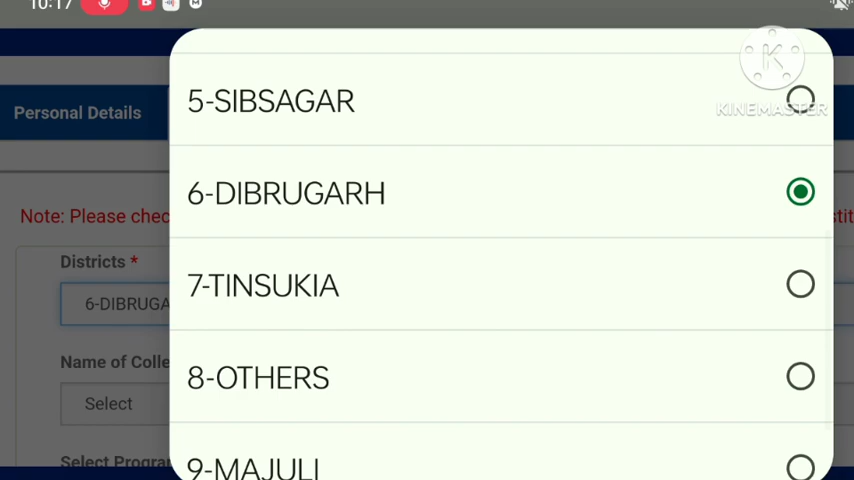 10:17
M
5-SIBSAGAR
KINEMASTER
Personal Details
6-DIBRUGARH
Note: Please
Districts *
7-TINSUKIA
6-DIBRUGA
Name of Colle
8-OTHERS
Select
Select Progra
9-MAJULI